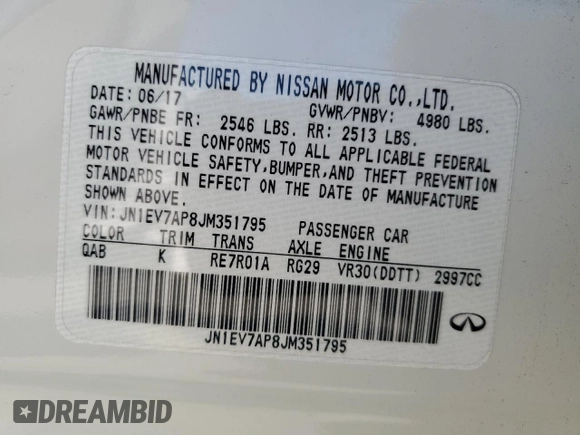 MANUFACTURED BY NISSAN MOTOR CO.,LTD.
DATE: 06/17 GVWR/PNBV: 4980 LBS.
GAWR/PNBE FR: 2546 LBS. RR: 2513 LBS.
THIS VEHICLE CONFORMS TO ALL APPLICABLE FEDERAL
MOTOR VEHICLE SAFETY,BUMPER,AND THEFT PREVENTION
STANDARDS IN EFFECT ON THE DATE OF MANUFACTURE
SHOWN ABOVE.
VIN:JN1EV7AP8JM351795 PASSENGER CAR
COLOR TRIM TRANS AXLE ENGINE
QAB K RE7R01A RG29 VR30(DDTT) 2997CC
JN1EV7AP8JM351795
DREAMBID